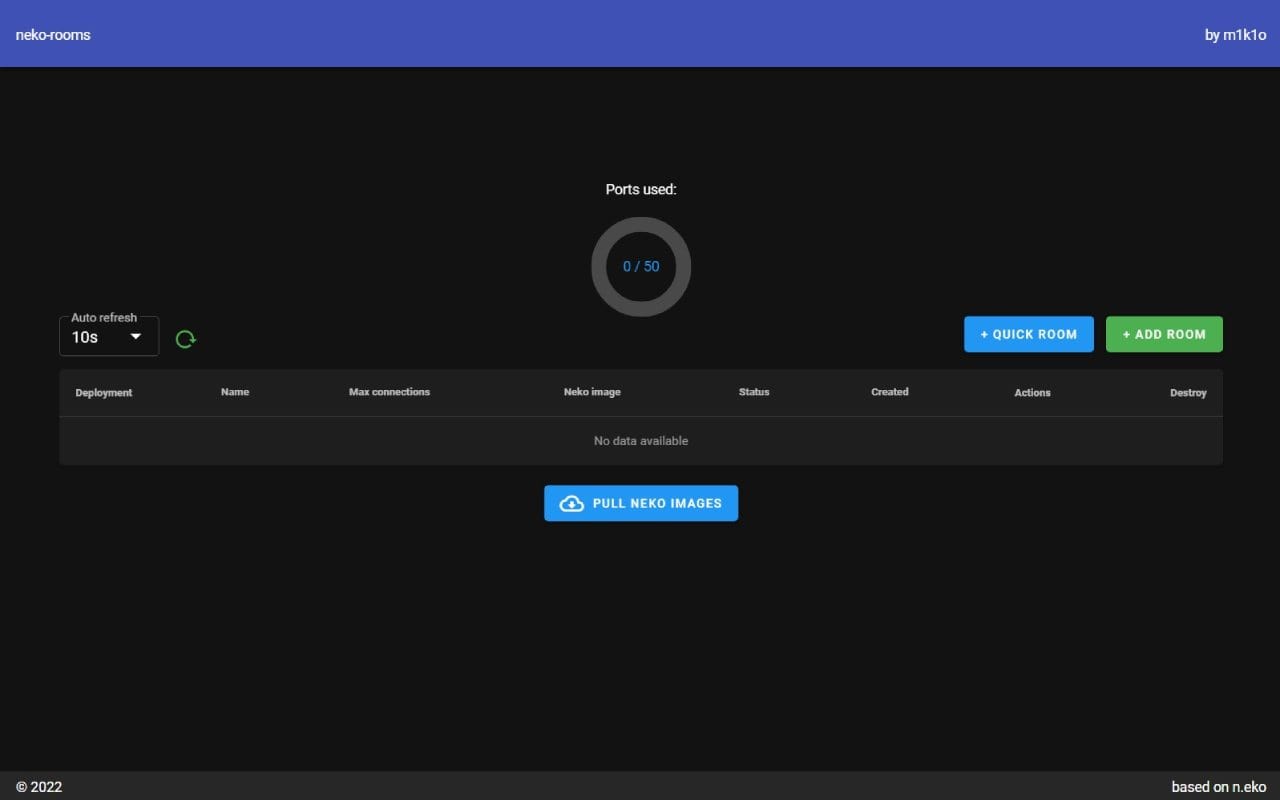 neko-rooms
by m1k1o
Ports used:
0 / 50
Auto refresh
10s
+ QUICK ROOM
+ ADD ROOM
Deployment Name Max connections Neko image Status Created Actions Destroy
No data available
PULL NEKO IMAGES
© 2022
based on n.eko